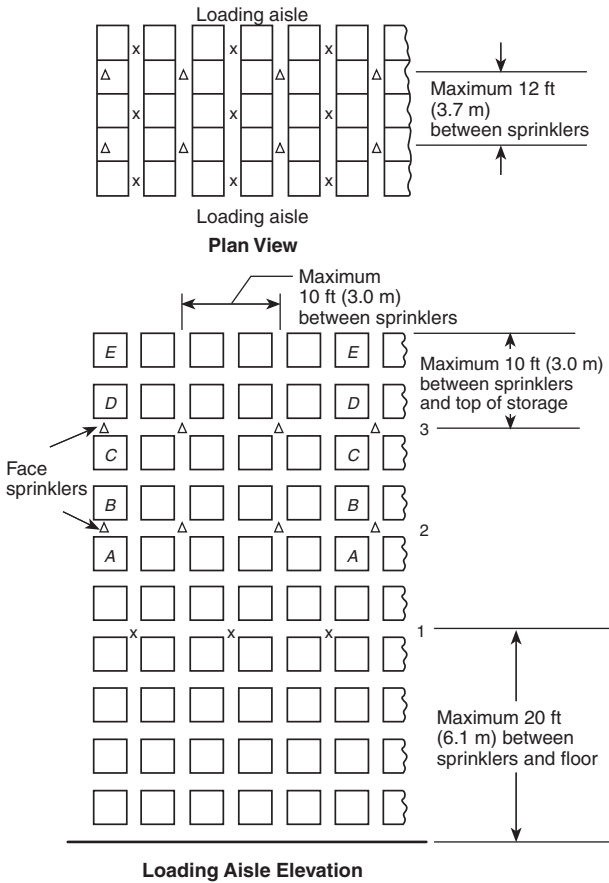 Loading aisle
x x x
Δ Δ Δ Δ
x x x
Δ Δ Δ Δ
x x x
Maximum 12 ft
(3.7 m)
between sprinklers
Loading aisle
Plan View
Maximum
10 ft (3.0 m)
between sprinklers
E E
Maximum 10 ft (3.0 m)
between sprinklers
and top of storage
D D
Δ Δ Δ Δ 3
C C
Face
sprinklers
B B
Δ Δ Δ Δ 2
A A
x x x 1
Maximum 20 ft
(6.1 m) between
sprinklers and floor
Loading Aisle Elevation